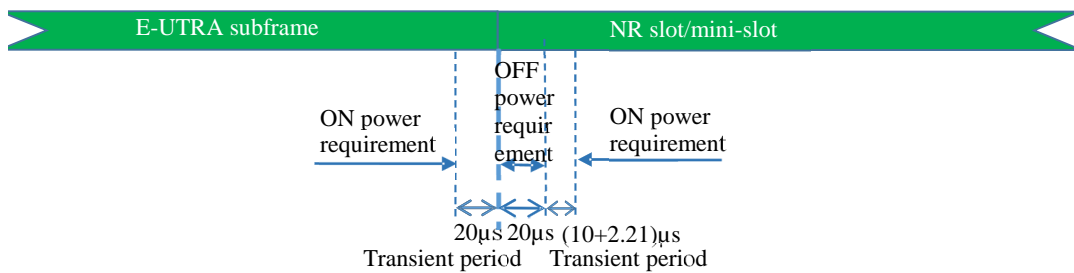 E-UTRA subframe
NR slot/mini-slot
OFF
power
requir
ement
ON power
requirement
ON power
requirement
20μs
20μs
(10+2.21)μs
Transient period
Transient period